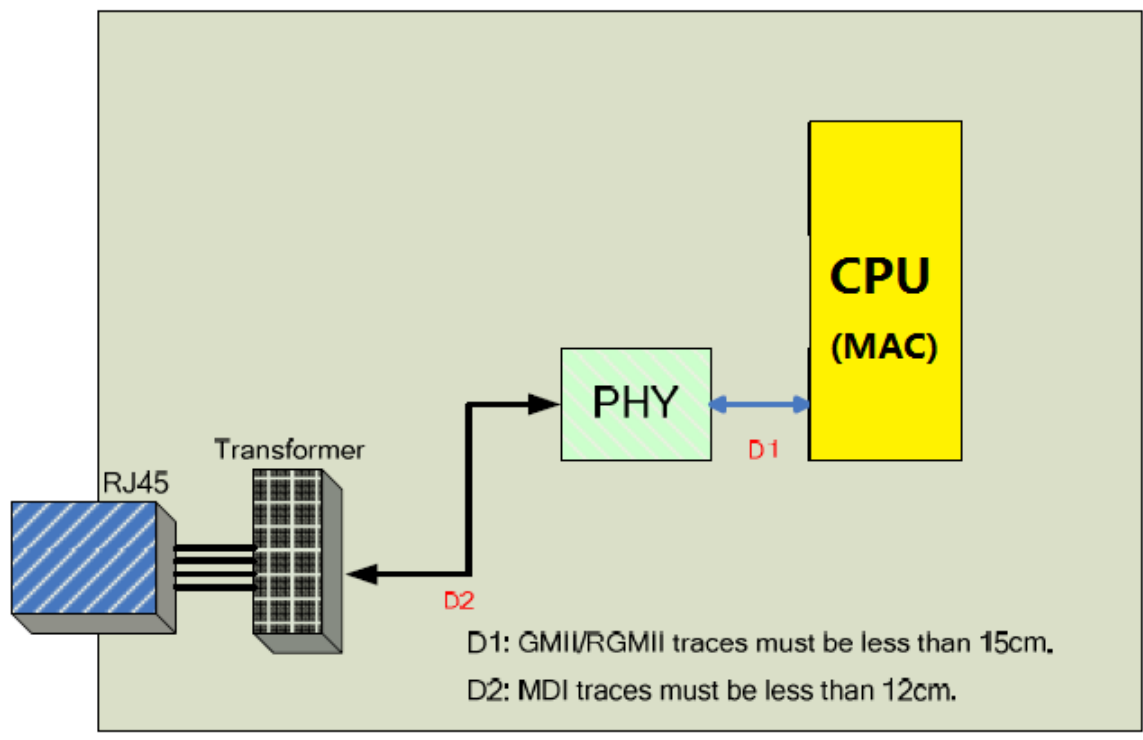 CPU
(MAC)
PHY
D1
Transformer
RJ45
D2
D1: GMII/RGMII traces must be less than 15cm.
D2: MDI traces must be less than 12cm.